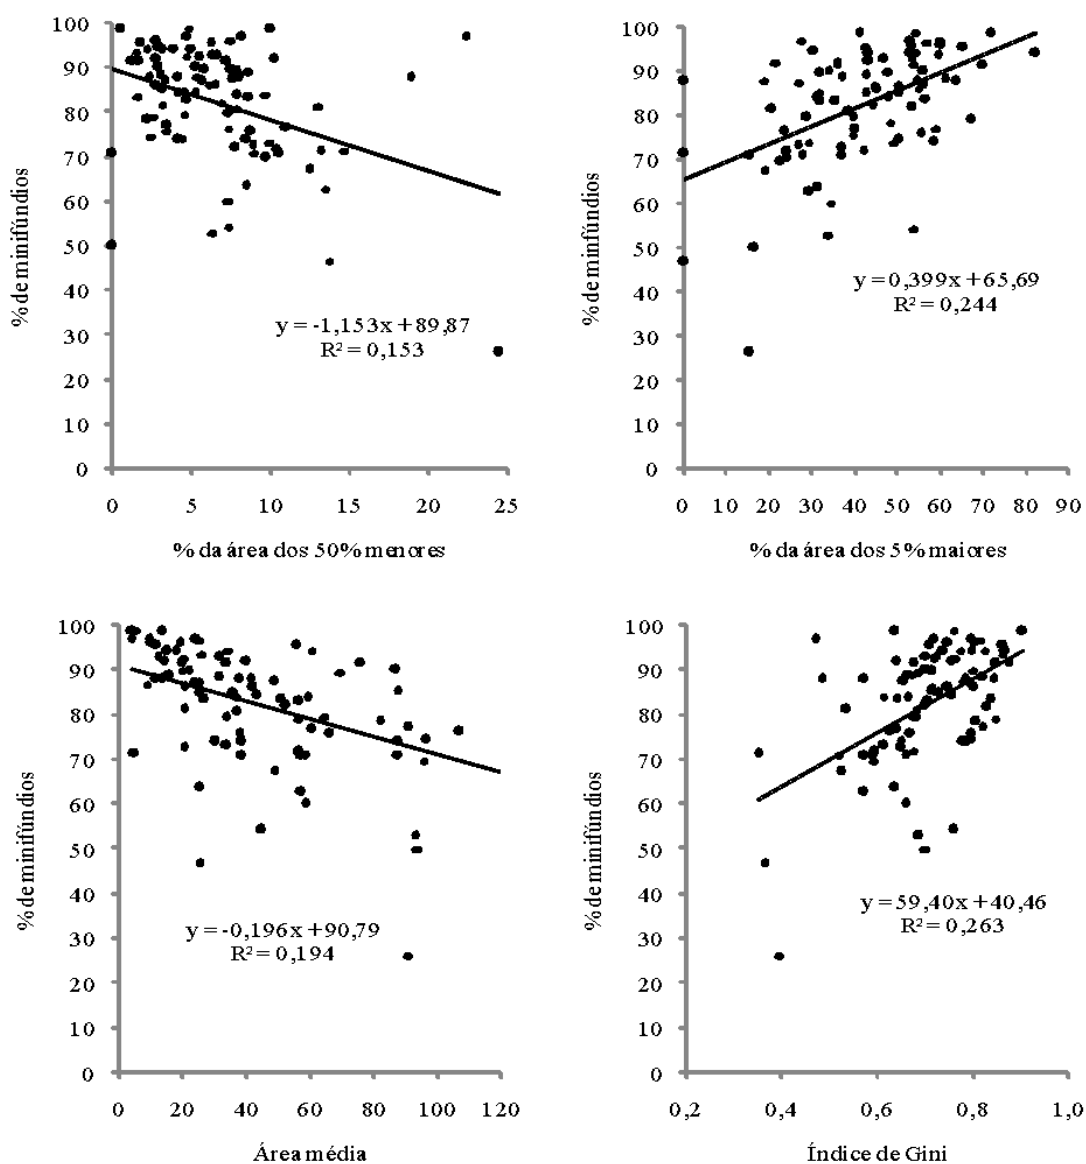 100
90
80
70
60
50
40
30
20
10
0
% de minifúndios
y = -1,153x + 89,87
R² = 0,153
0 5 10 15 20 25
% da área dos 50% menores
100
90
80
70
60
50
40
30
20
10
0
% de minfúndios
y = 0,399x + 65,69
R² = 0,244
0 10 20 30 40 50 60 70 80 90
% da área dos 5% maiores
100
90
80
70
60
50
40
30
20
10
0
% de minifúndios
y = -0,196x + 90,79
R² = 0,194
0 20 40 60 80 100 120
Área média
100
90
80
70
60
50
40
30
20
10
0
% de minifúndios
y = 59,40x + 40,46
R² = 0,263
0,2 0,4 0,6 0,8 1,0
Índice de Gini